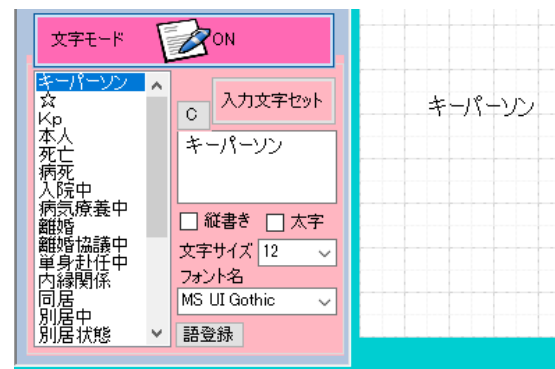 文字モード ON
キーパーソン
☆
Kp
本人
死亡
病死
入院中
病気療養中
離婚
離婚協議中
単身赴任中
内縁関係
同居
別居中
別居状態
C
入力文字セット
キーパーソン
縦書き
太字
文字サイズ 12
フォント名
MS UI Gothic
語登録
キーパーソン